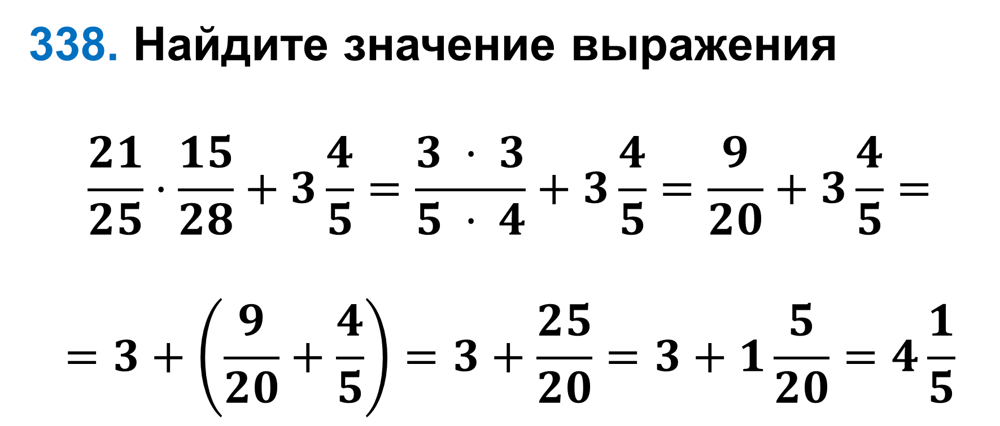 338. Найдите значение выражения
21/25 · 15/28 + 3 4/5 = 3 · 3/5 · 4 + 3 4/5 = 9/20 + 3 4/5 =
= 3 + (9/20 + 4/5) = 3 + 25/20 = 3 + 1 5/20 = 4 1/5